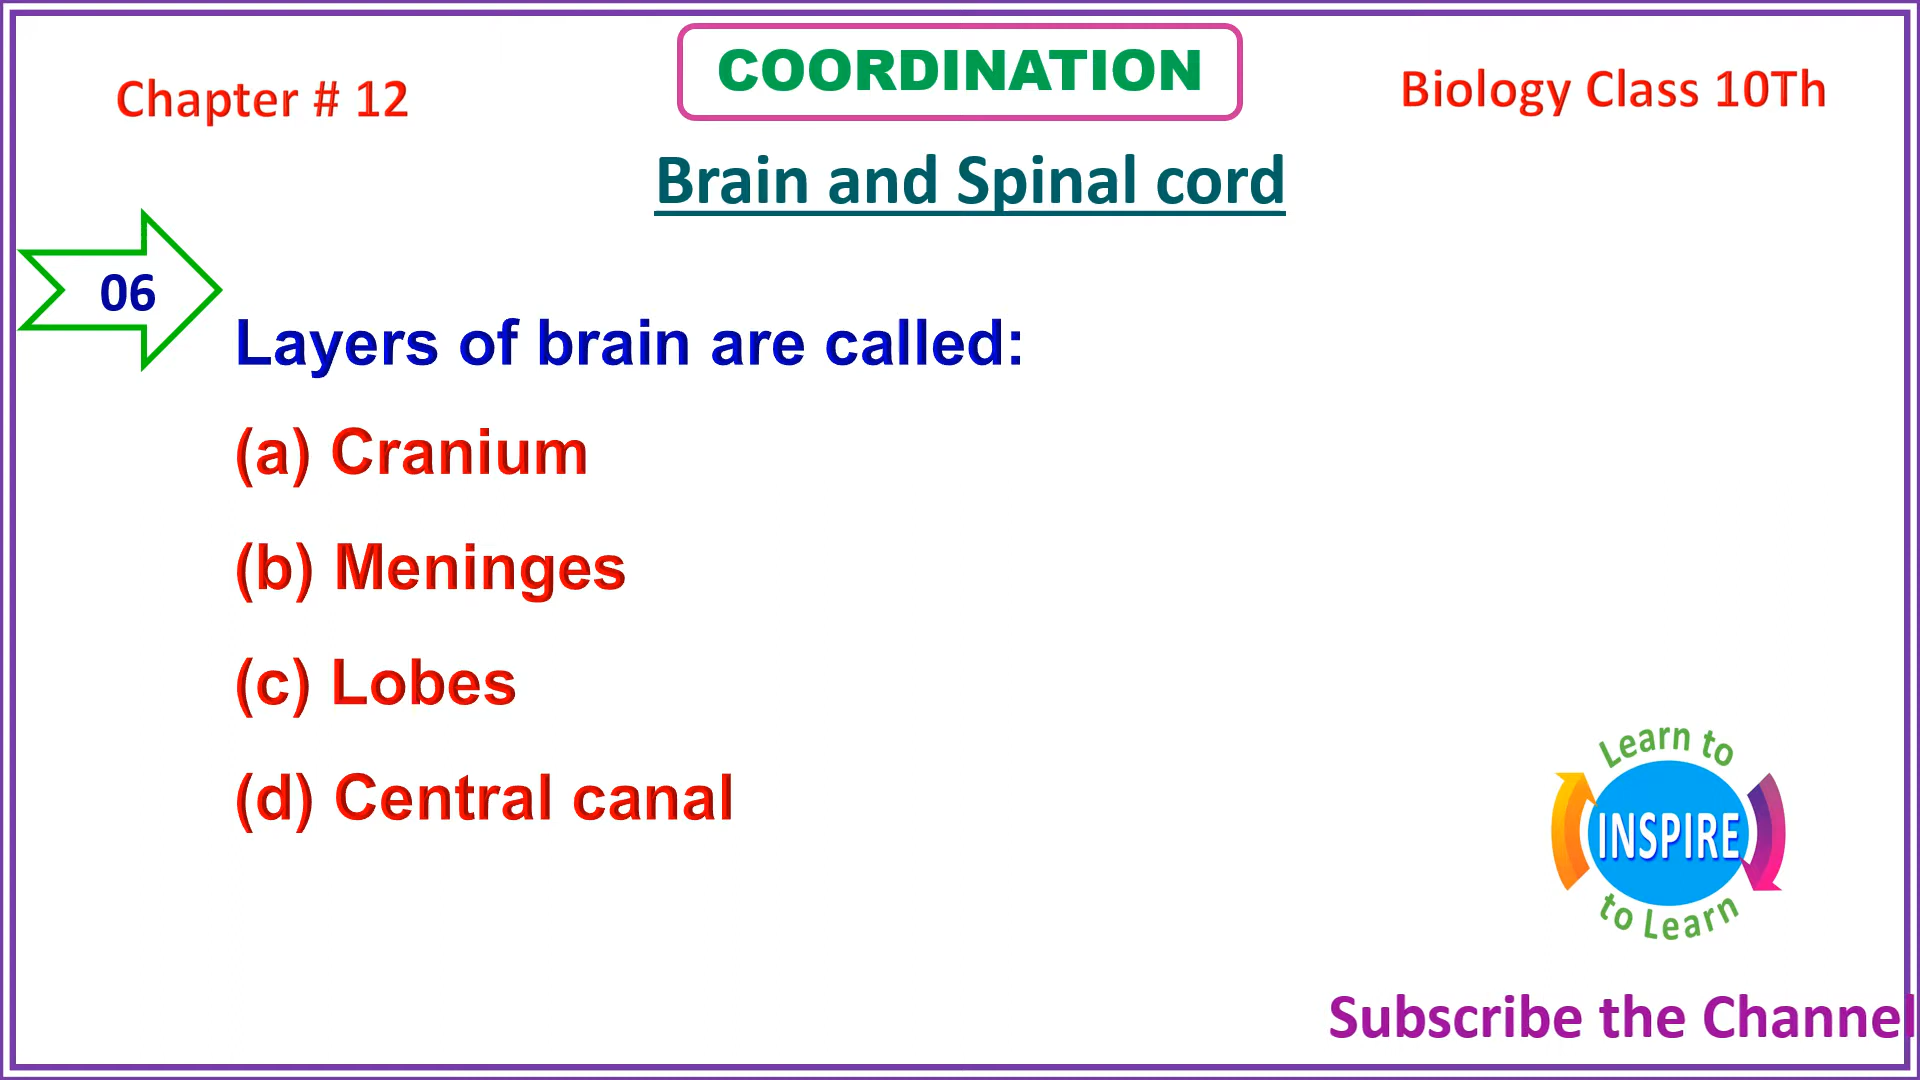 COORDINATION
Chapter # 12
Biology Class 10Th
Brain and Spinal cord
06
Layers of brain are called:
(a) Cranium
(b) Meninges
(c) Lobes
(d) Central canal
Learn to
INSPIRE
to Learn
Subscribe the Channel